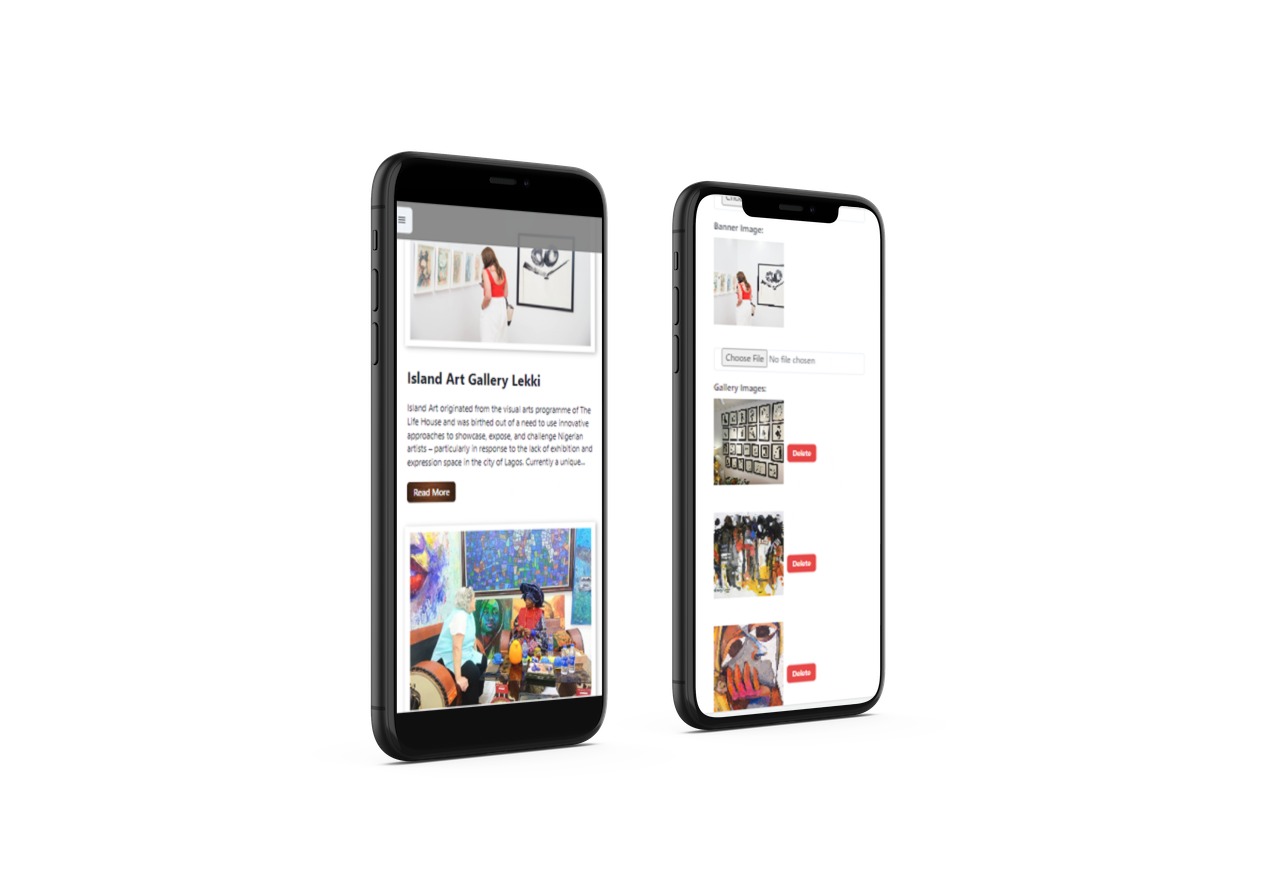 Island Art Gallery Lekki
Island Art originated from the visual arts programme of The
Life House and was birthed out of a need to use innovative
approaches to showcase, expose, and challenge Nigerian
artists – particularly in response to the lack of exhibition and
expression space in the city of Lagos. Currently a unique...
Read More
Banner Image:
Choose File No file chosen
Gallery Images:
Delete
Delete
Delete